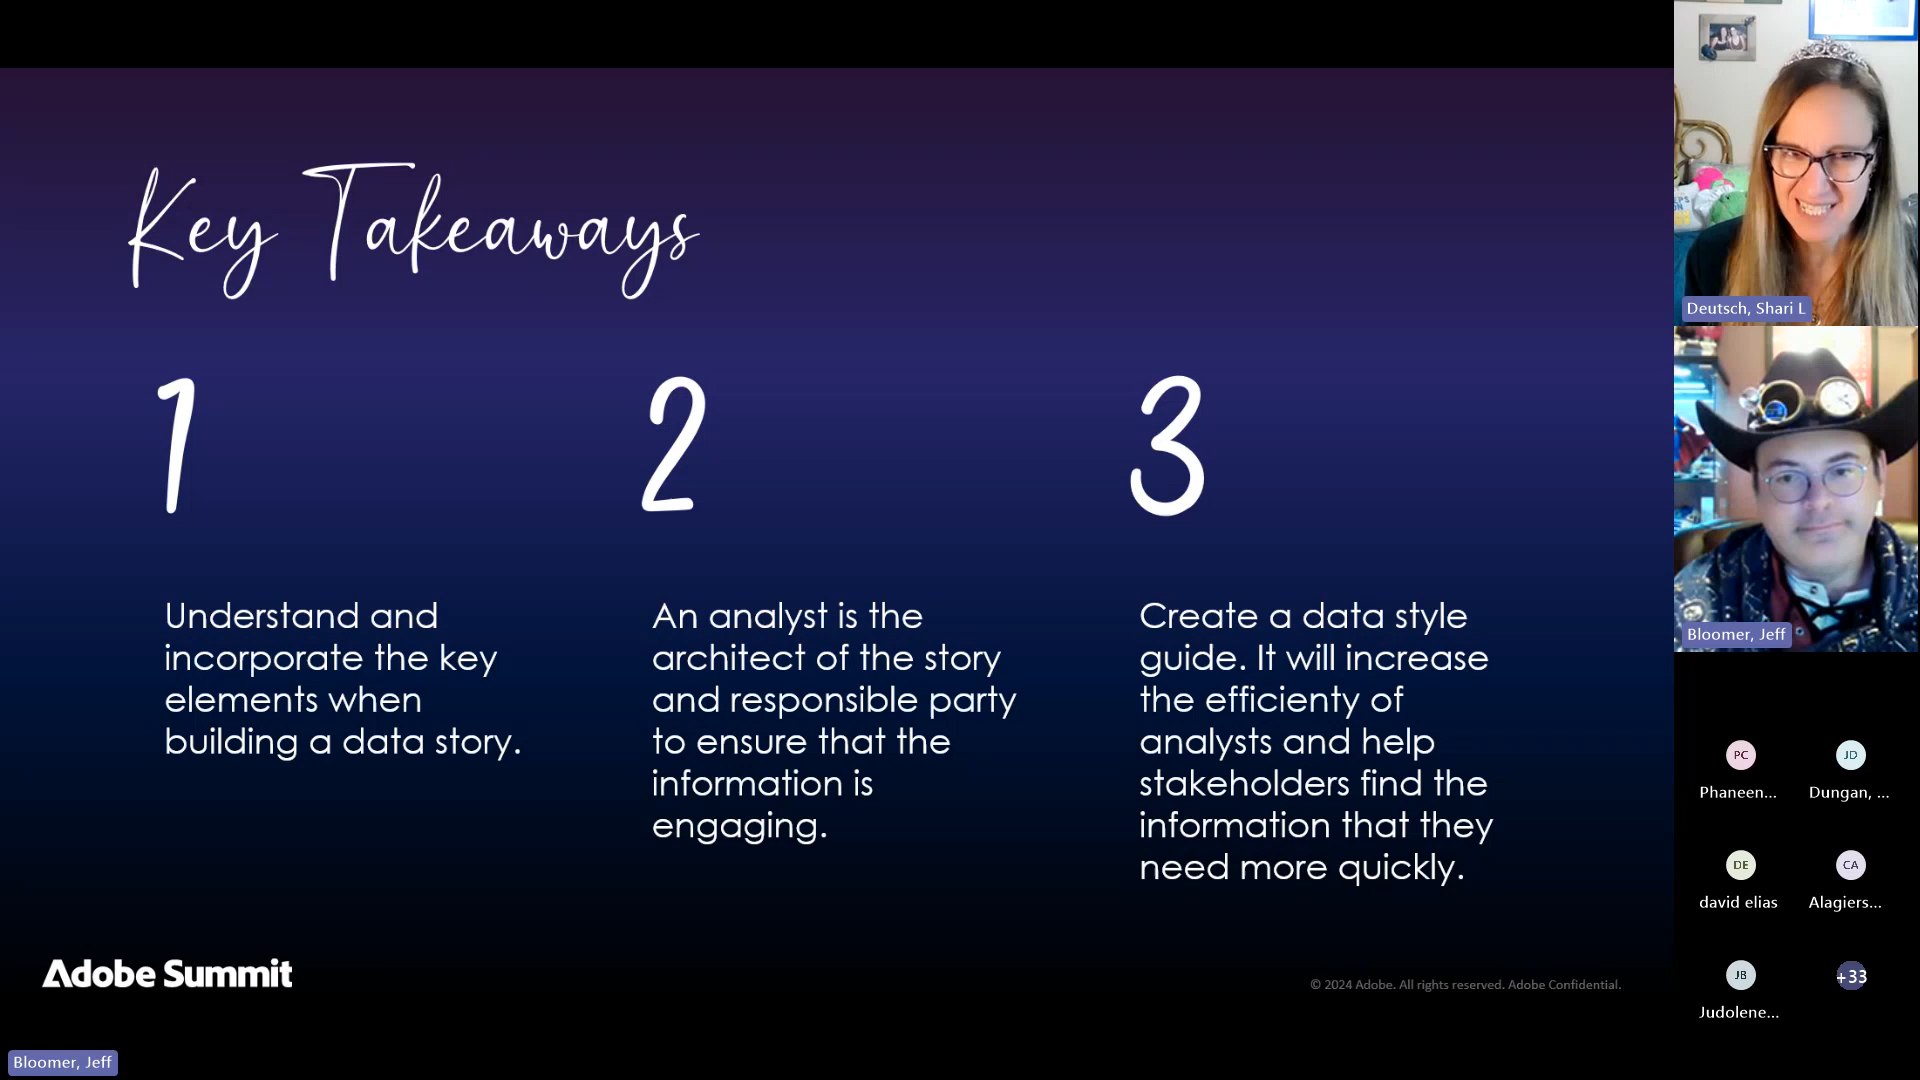 Key Takeaways
1
2
3
Understand and
incorporate the key
elements when
building a data story.
An analyst is the
architect of the story
and responsible party
to ensure that the
information is
engaging.
Create a data style
guide. It will increase
the efficienty of
analysts and help
stakeholders find the
information that they
need more quickly.
Adobe Summit
© 2024 Adobe. All rights reserved. Adobe Confidential.
Bloomer, Jeff
Deutsch, Shari L
Bloomer, Jeff
PC
Phaneen...
JD
Dungan, ...
DE
david elias
CA
Alagiers...
JB
Judolene...
+33